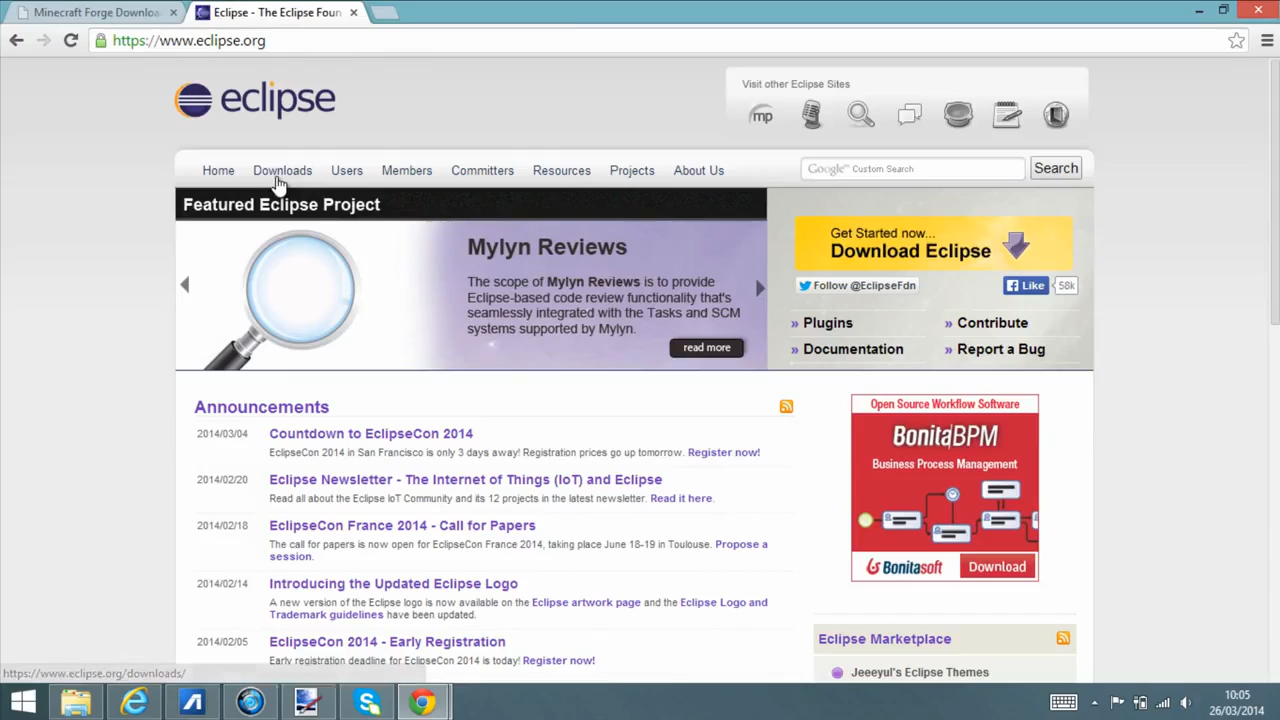 Minecraft Forge Download
Eclipse - The Eclipse Foun
https://www.eclipse.org
eclipse
Visit other Eclipse Sites
mp
Home Downloads Users Members Committers Resources Projects About Us
Google™ Custom Search
Search
Featured Eclipse Project
Mylyn Reviews
The scope of Mylyn Reviews is to provide
Eclipse-based code review functionality that's
seamlessly integrated with the Tasks and SCM
systems supported by Mylyn.
read more
Get Started now...
Download Eclipse
Follow @EclipseFdn
Like 58k
» Plugins
» Contribute
» Documentation
» Report a Bug
Announcements
2014/03/04 Countdown to EclipseCon 2014
EclipseCon 2014 in San Francisco is only 3 days away! Registration prices go up tomorrow. Register now!
2014/02/20 Eclipse Newsletter - The Internet of Things (IoT) and Eclipse
Read all about the Eclipse IoT Community and its 12 projects in the latest newsletter. Read it here.
2014/02/18 EclipseCon France 2014 - Call for Papers
The call for papers is now open for EclipseCon France 2014, taking place June 18-19 in Toulouse. Propose a
session.
2014/02/14 Introducing the Updated Eclipse Logo
A new version of the Eclipse logo is now available on the Eclipse artwork page and the Eclipse Logo and
Trademark guidelines have been updated.
2014/02/05 EclipseCon 2014 - Early Registration
Early registration deadline for EclipseCon 2014 is today! Register now!
Open Source Workflow Software
BonitaBPM
Business Process Management
Bonitasoft
Download
Eclipse Marketplace
Jeeeyul's Eclipse Themes
https://www.eclipse.org/downloads/
10:05
26/03/2014